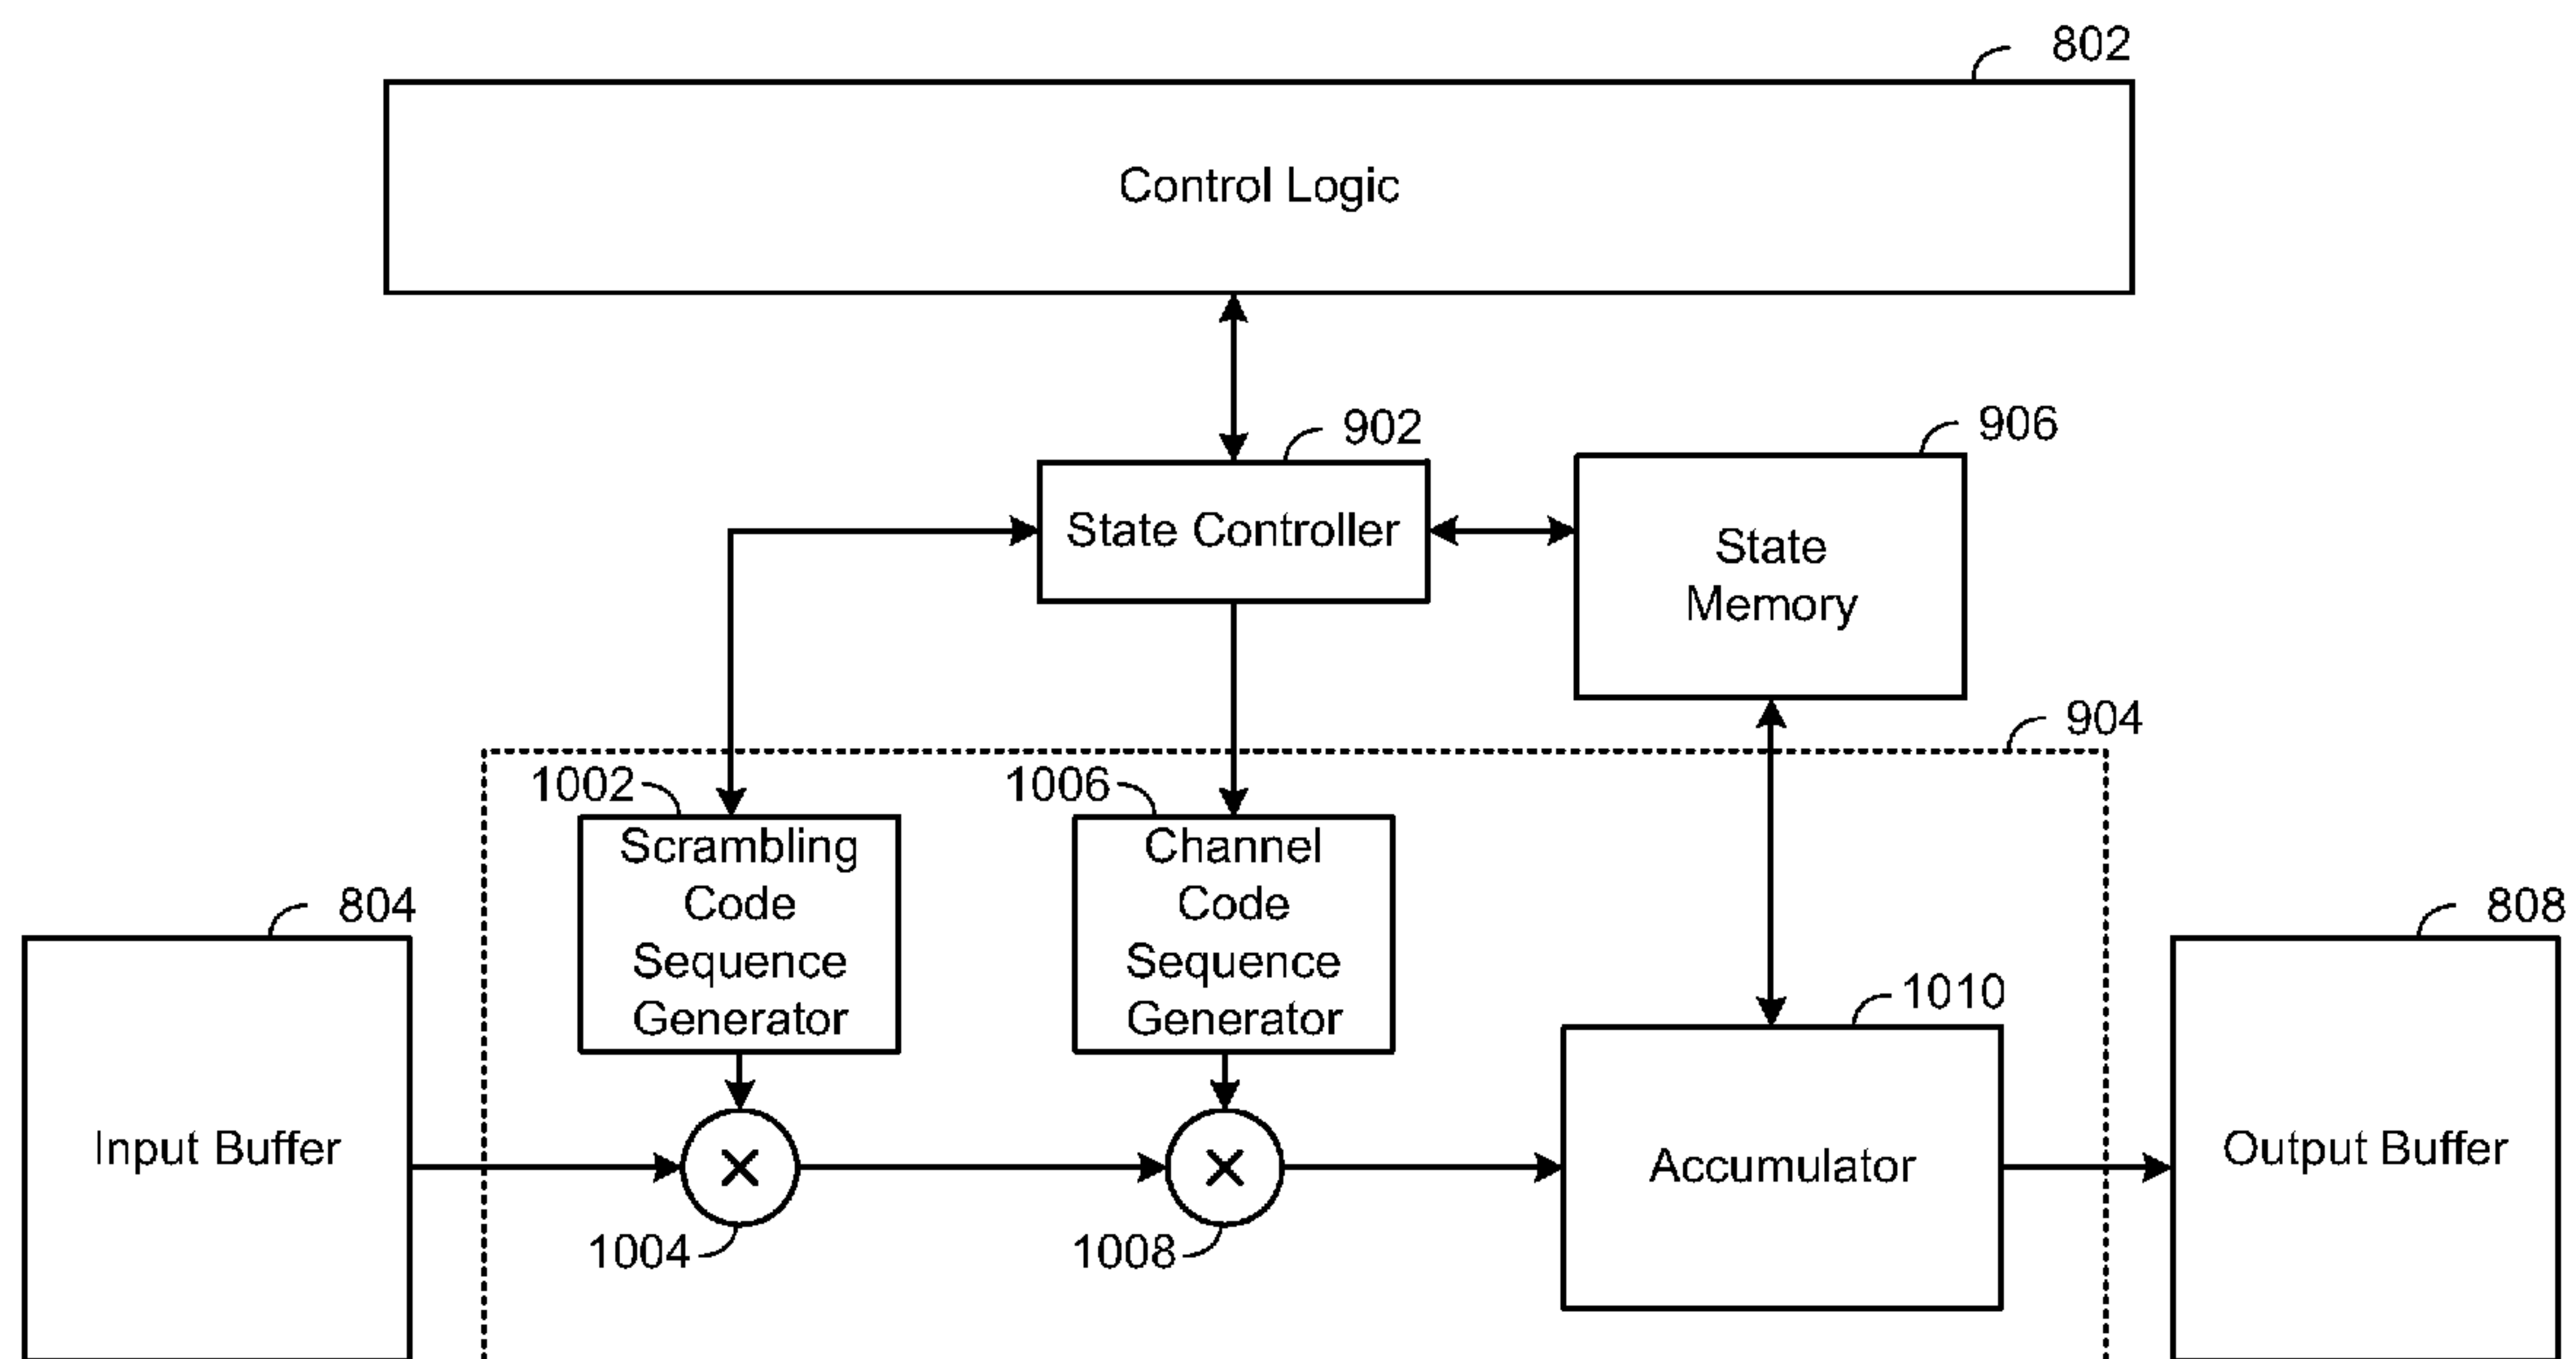 802
Control Logic
902
906
State Controller
State
Memory
904
1002
1006
Scrambling
Code
Sequence
Generator
Channel
Code
Sequence
Generator
804
808
1010
Input Buffer
Accumulator
Output Buffer
×
×
1004
1008